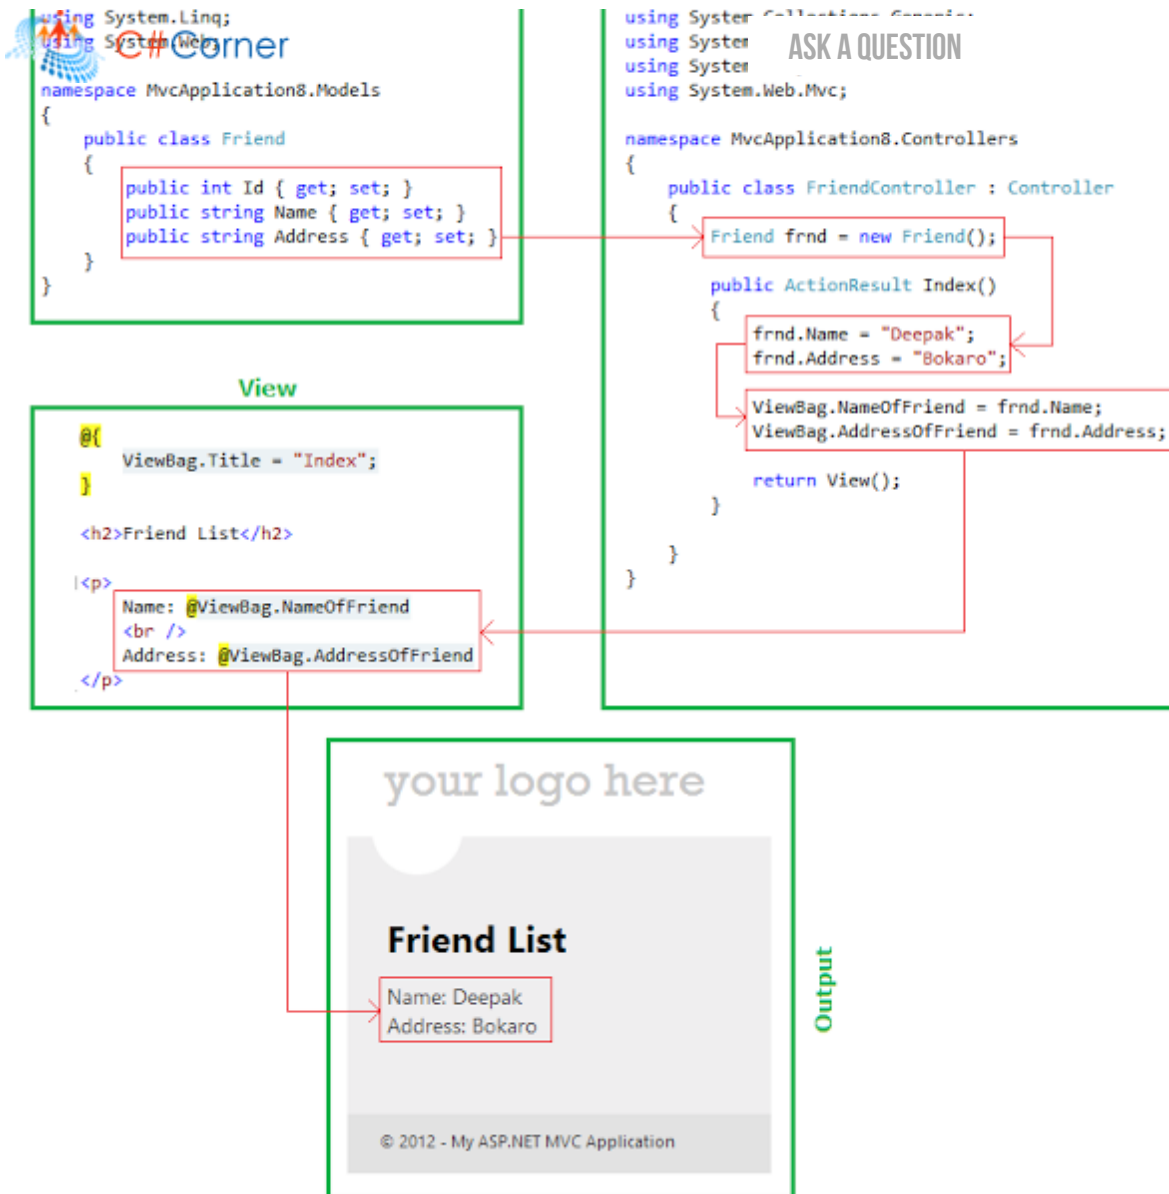 using System.Linq;
using System.Web;
C# Corner
namespace MvcApplication8.Models
{
public class Friend
{
public int Id { get; set; }
public string Name { get; set; }
public string Address { get; set; }
}
}
using System.Collections.Generic;
using System
using System
using System.Web.Mvc;
ASK A QUESTION
namespace MvcApplication8.Controllers
{
public class FriendController : Controller
{
Friend frnd = new Friend();
public ActionResult Index()
{
frnd.Name = "Deepak";
frnd.Address = "Bokaro";
ViewBag.NameOfFriend = frnd.Name;
ViewBag.AddressOfFriend = frnd.Address;
return View();
}
}
}
View
@{
ViewBag.Title = "Index";
}
<h2>Friend List</h2>
<p>
Name: @ViewBag.NameOfFriend
<br />
Address: @ViewBag.AddressOfFriend
</p>
your logo here
Friend List
Name: Deepak
Address: Bokaro
© 2012 - My ASP.NET MVC Application
Output